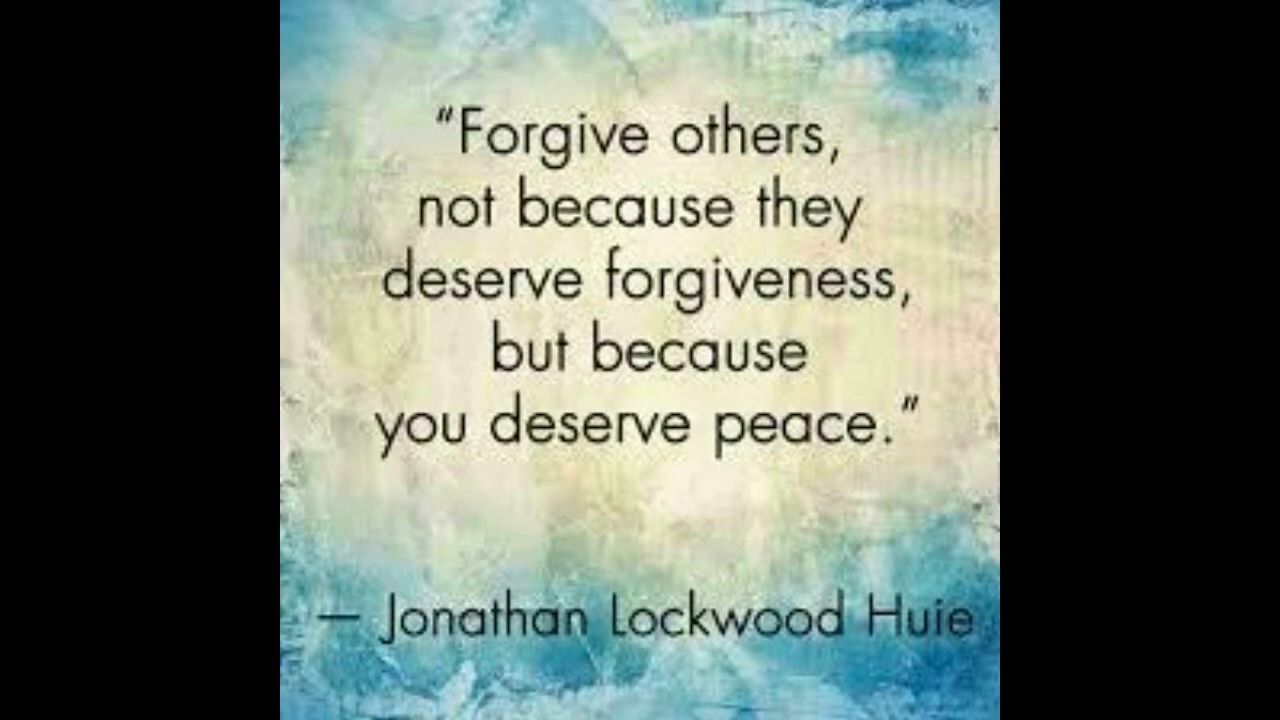 “Forgive others,
not because they
deserve forgiveness,
but because
you deserve peace.”
— Jonathan Lockwood Huie